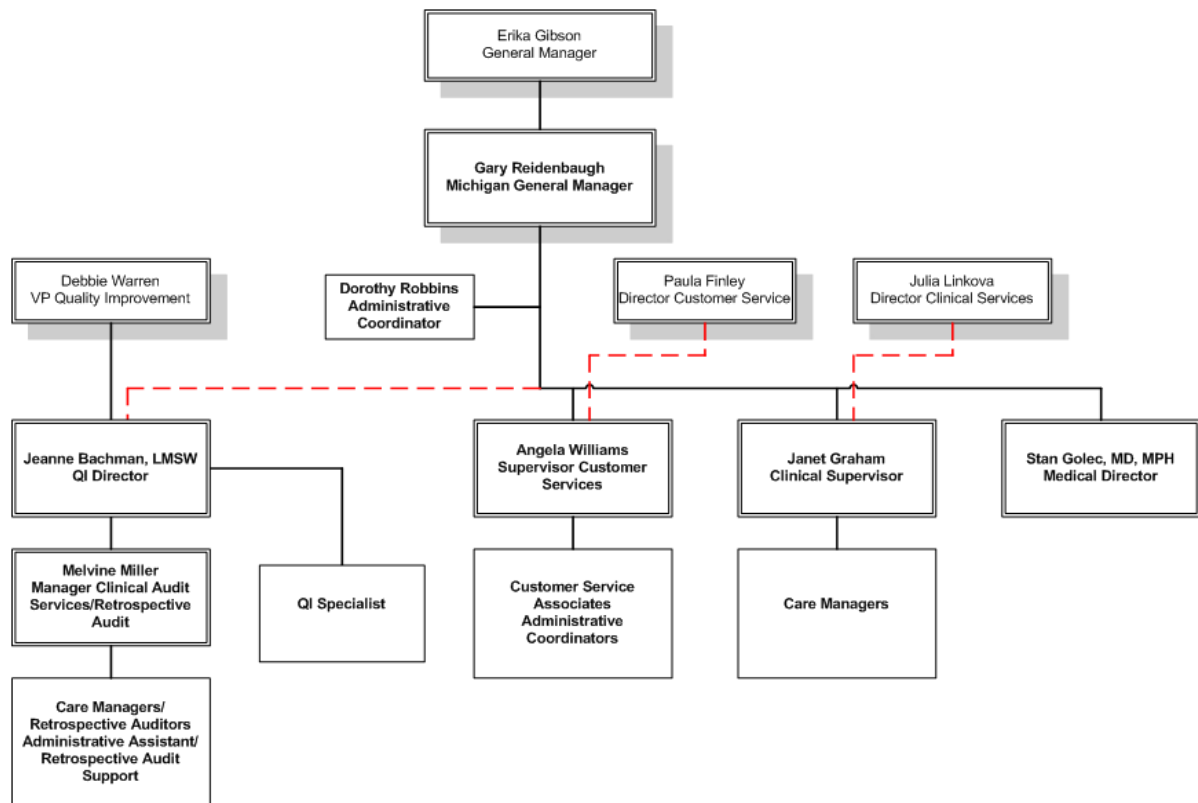 Erika Gibson
General Manager
Gary Reidenbaugh
Michigan General Manager
Debbie Warren
VP Quality Improvement
Dorothy Robbins
Administrative
Coordinator
Paula Finley
Director Customer Service
Julia Linkova
Director Clinical Services
Jeanne Bachman, LMSW
QI Director
Angela Williams
Supervisor Customer
Services
Janet Graham
Clinical Supervisor
Stan Golec, MD, MPH
Medical Director
Melvine Miller
Manager Clinical Audit
Services/Retrospective
Audit
QI Specialist
Customer Service
Associates
Administrative
Coordinators
Care Managers
Care Managers/
Retrospective Auditors
Administrative Assistant/
Retrospective Audit
Support